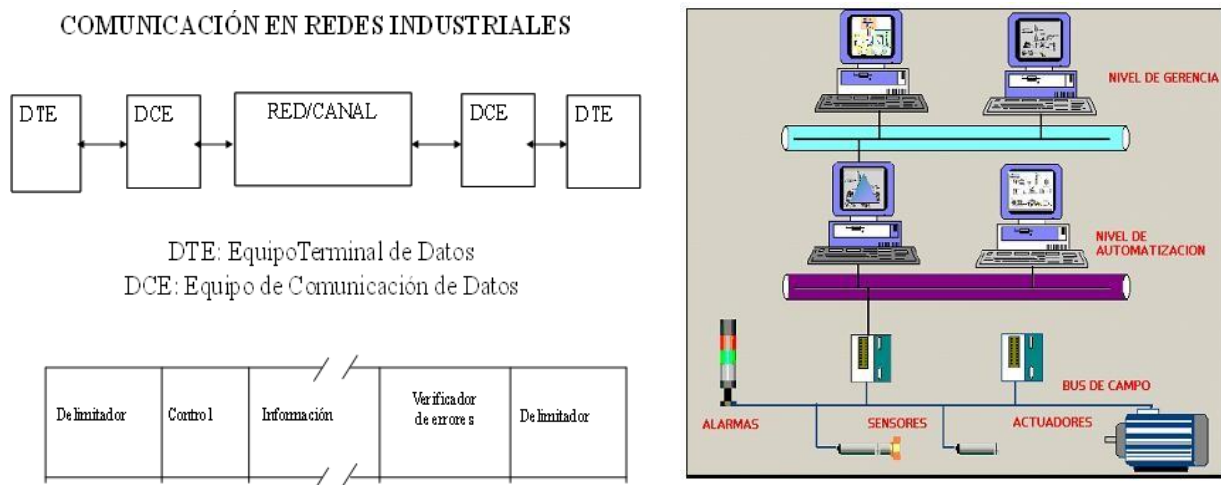 COMUNICACIÓN EN REDES INDUSTRIALES
DTE
DCE
RED/CANAL
DCE
DTE
DTE: EquipoTerminal de Datos
DCE: Equipo de Comunicación de Datos
Delimitador
Control
Información
Verificador
de errores
Delimitador
NIVEL DE GERENCIA
NIVEL DE
AUTOMATIZACION
BUS DE CAMPO
ALARMAS
SENSORES
ACTUADORES